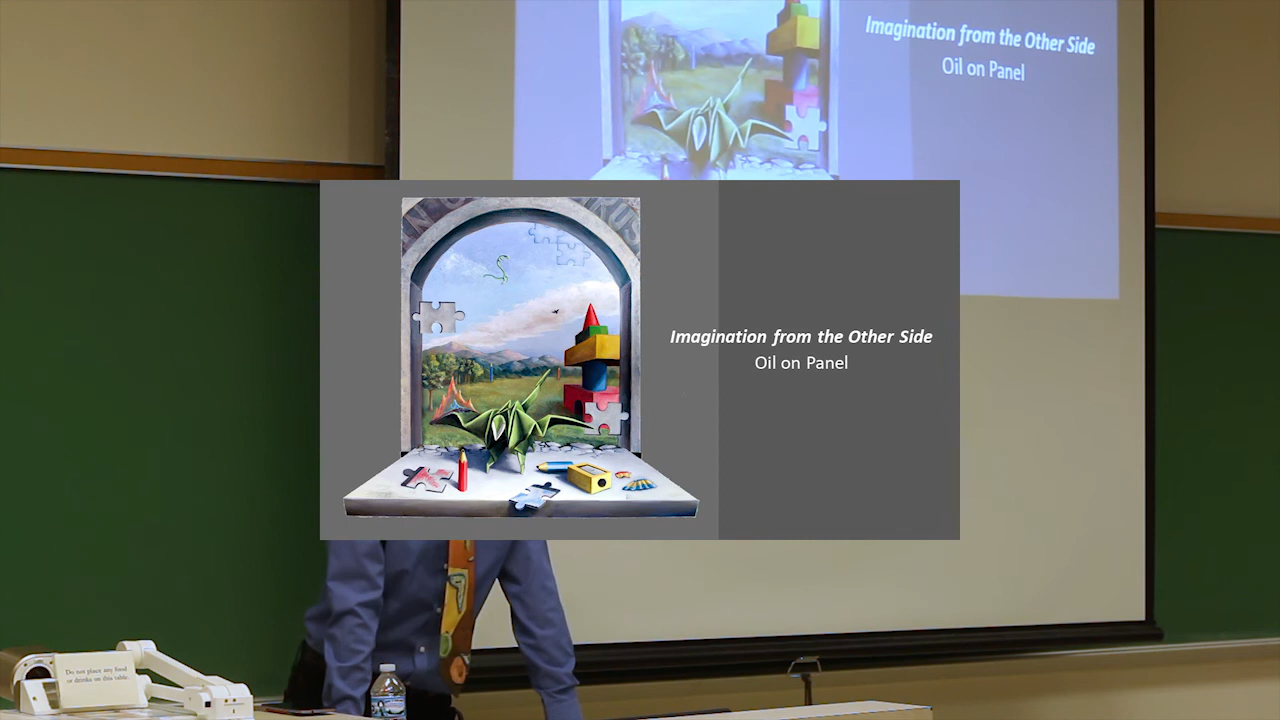 Imagination from the Other Side
Oil on Panel
Imagination from the Other Side
Oil on Panel
Do not place any food
or drinks on this table.